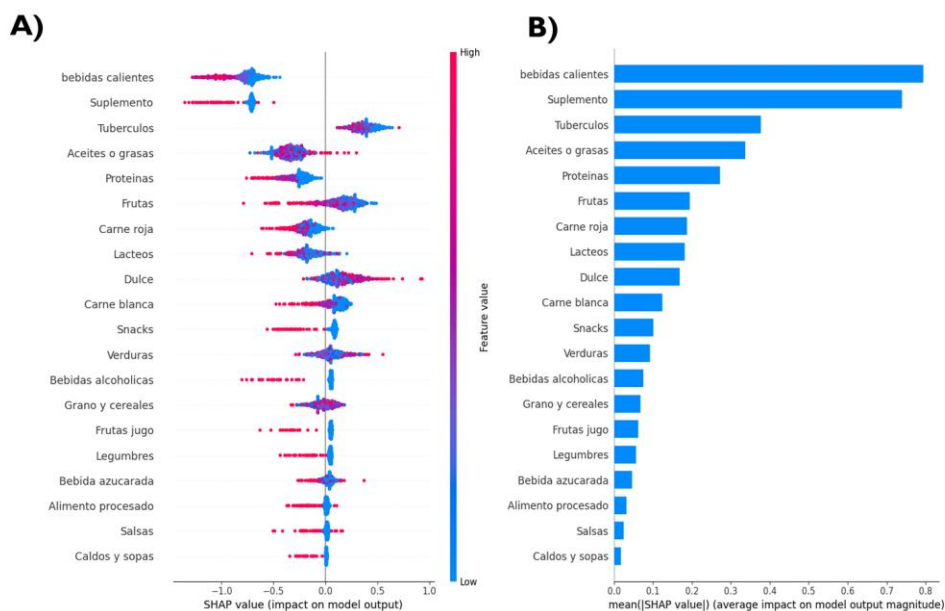 A)
B)
High
bebidas calientes
Suplemento
Tuberculos
Aceites o grasas
Proteinas
Frutas
Carne roja
Lacteos
Dulce
Carne blanca
Snacks
Verduras
Bebidas alcoholicas
Grano y cereales
Frutas jugo
Legumbres
Bebida azucarada
Alimento procesado
Salsas
Caldos y sopas
Feature value
Low
−1.0 −0.5 0.0 0.5 1.0
SHAP value (impact on model output)
bebidas calientes
Suplemento
Tuberculos
Aceites o grasas
Proteinas
Frutas
Carne roja
Lacteos
Dulce
Carne blanca
Snacks
Verduras
Bebidas alcoholicas
Grano y cereales
Frutas jugo
Legumbres
Bebida azucarada
Alimento procesado
Salsas
Caldos y sopas
0.0 0.1 0.2 0.3 0.4 0.5 0.6 0.7 0.8
mean(|SHAP value|) (average impact on model output magnitude)